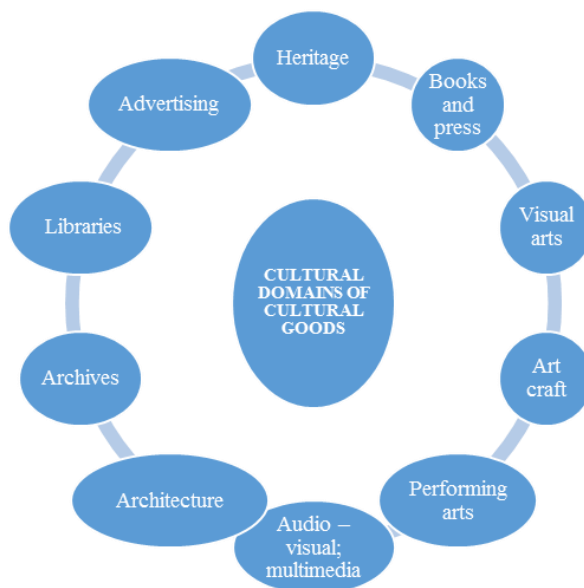 Heritage
Books
and
press
Visual
arts
Art
craft
Performing
arts
Audio –
visual;
multimedia
Architecture
Archives
Libraries
Advertising
CULTURAL
DOMAINS OF
CULTURAL
GOODS